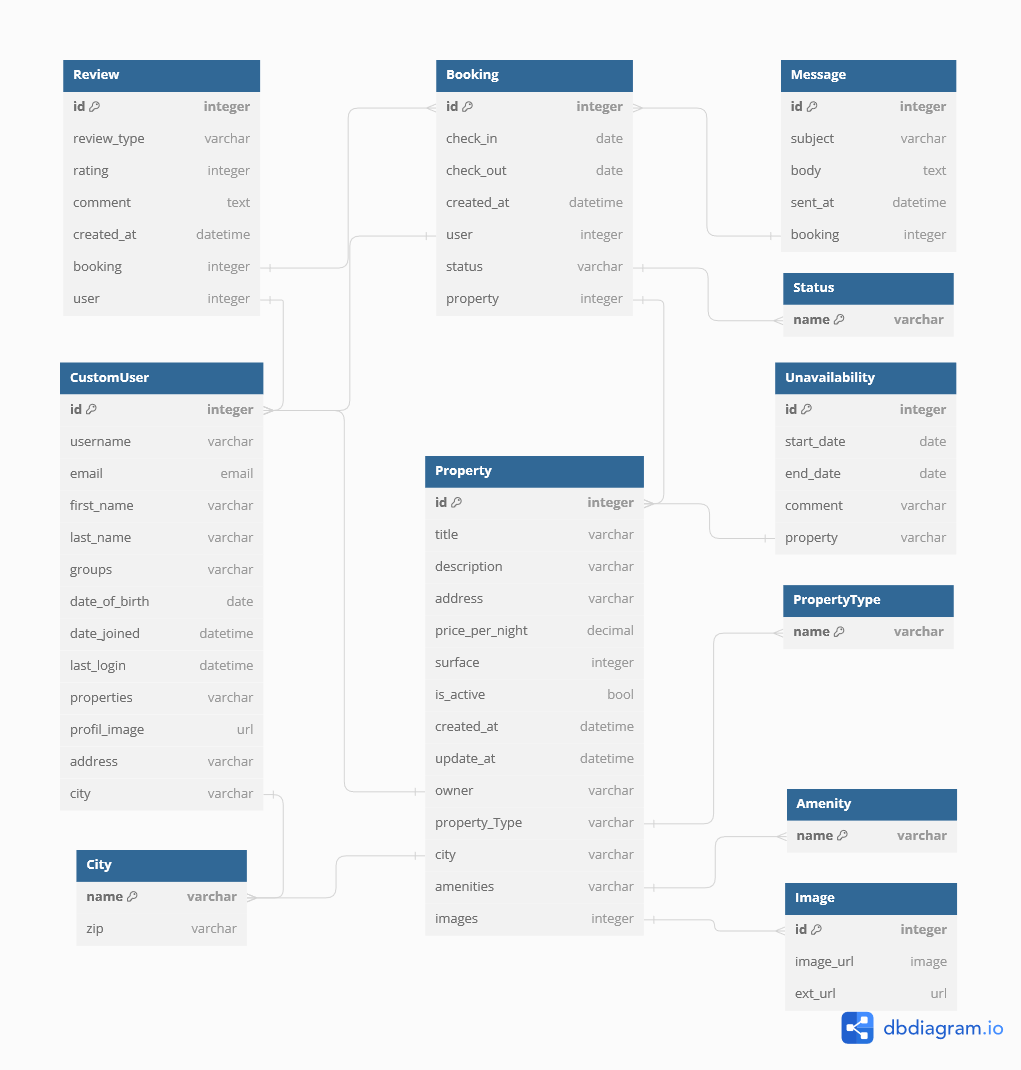 Review
id integer
review_type varchar
rating integer
comment text
created_at datetime
booking integer
user integer
Booking
id integer
check_in date
check_out date
created_at datetime
user integer
status varchar
property integer
Message
id integer
subject varchar
body text
sent_at datetime
booking integer
Status
name varchar
CustomUser
id integer
username varchar
email email
first_name varchar
last_name varchar
groups varchar
date_of_birth date
date_joined datetime
last_login datetime
properties varchar
profil_image url
address varchar
city varchar
Property
id integer
title varchar
description varchar
address varchar
price_per_night decimal
surface integer
is_active bool
created_at datetime
update_at datetime
owner varchar
property_Type varchar
city varchar
amenities varchar
images integer
Unavailability
id integer
start_date date
end_date date
comment varchar
property varchar
PropertyType
name varchar
City
name varchar
zip varchar
Amenity
name varchar
Image
id integer
image_url image
ext_url url
dbdiagram.io